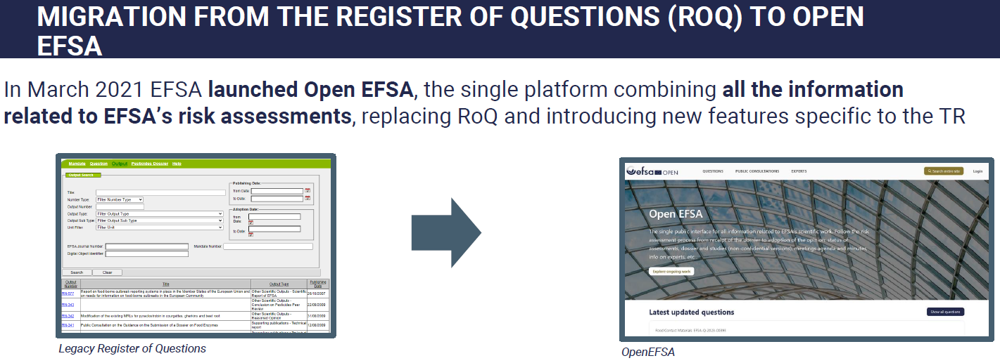 MIGRATION FROM THE REGISTER OF QUESTIONS (ROQ) TO OPEN
EFSA
In March 2021 EFSA launched Open EFSA, the single platform combining all the information
related to EFSA's risk assessments, replacing RoQ and introducing new features specific to the TR
Mandate Question Output Pesticides Dossier Help
Output Search
Title
Number Type: Filter Number Type
Output Number:
Output Type: Filter Output Type
Output Sub Type: Filter Output Sub Type
Unit Filter: Filter Unit
Publishing Date:
from Date:
to Date:
Adoption Date:
from
Date:
to Date:
EFSA Journal Number: Mandate Number:
Digital Object Identifier:
Search Clear
Output
Number Title Output Type Publishing
Date
RN-577 Report on food-borne outbreak reporting systems in place in the Member States of the European Union and
on needs for information on food-borne outbreaks in the European Community Other Scientific Outputs - Scientific
Report of EFSA 26/10/2007
RN-343 Other Scientific Outputs -
Conclusion on Pesticides Peer
Review 22/09/2009
RN-342 Modification of the existing MRLs for pyraclostrobin in courgettes, gherkins and beet root Other Scientific Outputs -
Reasoned Opinion 31/08/2009
RN-341 Public Consultation on the Guidance on the Submission of a Dossier on Food Enzymes Supporting publications - Technical
report 12/08/2009
Legacy Register of Questions
efsa OPEN QUESTIONS PUBLIC CONSULTATIONS EXPERTS Search entire site Login
Open EFSA
The single public interface for all information related to EFSA's scientific work. Follow the risk
assessment process from receipt of the dossier to adoption of the opinion: status of
assessments, dossier and studies (non-confidential versions), meetings agenda and minutes,
info on experts, etc...
Explore ongoing work
Latest updated questions Show all questions
Food Contact Materials: EFSA-Q-2023-00393
OpenEFSA